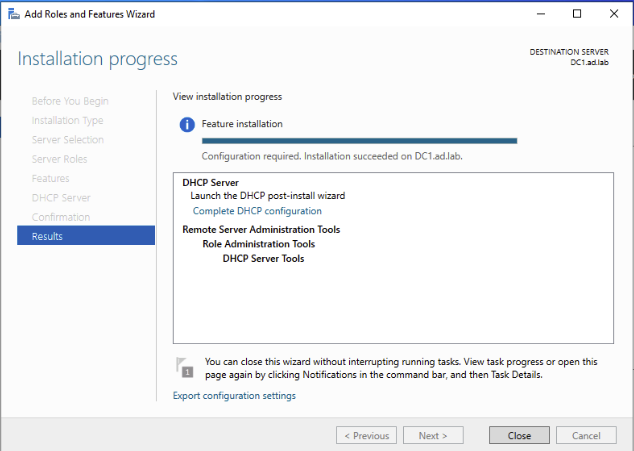 Add Roles and Features Wizard
Installation progress
DESTINATION SERVER
DC1.ad.lab
Before You Begin
Installation Type
Server Selection
Server Roles
Features
DHCP Server
Confirmation
Results
View installation progress
Feature installation
Configuration required. Installation succeeded on DC1.ad.lab.
DHCP Server
Launch the DHCP post-install wizard
Complete DHCP configuration
Remote Server Administration Tools
Role Administration Tools
DHCP Server Tools
1
You can close this wizard without interrupting running tasks. View task progress or open this
page again by clicking Notifications in the command bar, and then Task Details.
Export configuration settings
< Previous
Next >
Close
Cancel